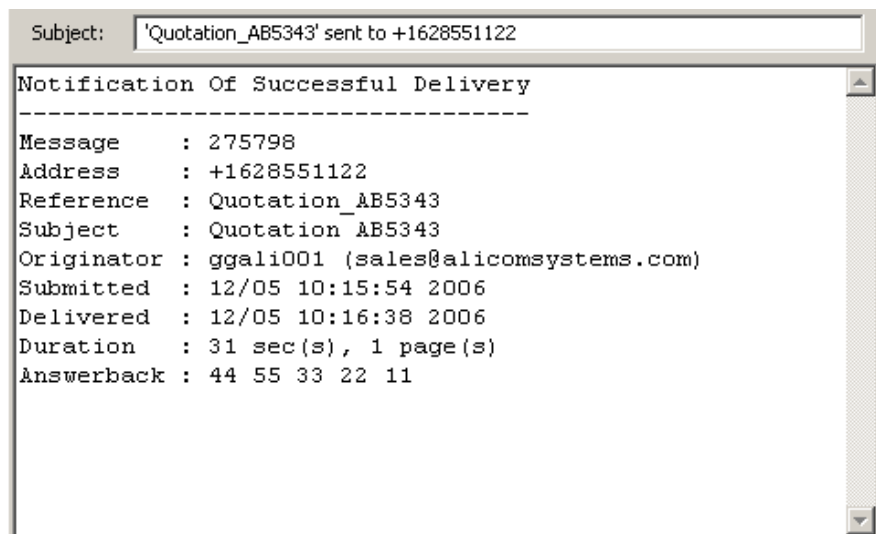 Subject: 'Quotation_AB5343' sent to +1628551122
Notification Of Successful Delivery
-----------------------------------
Message : 275798
Address : +1628551122
Reference : Quotation_AB5343
Subject : Quotation AB5343
Originator : ggali001 (sales@alicomsystems.com)
Submitted : 12/05 10:15:54 2006
Delivered : 12/05 10:16:38 2006
Duration : 31 sec(s), 1 page(s)
Answerback : 44 55 33 22 11